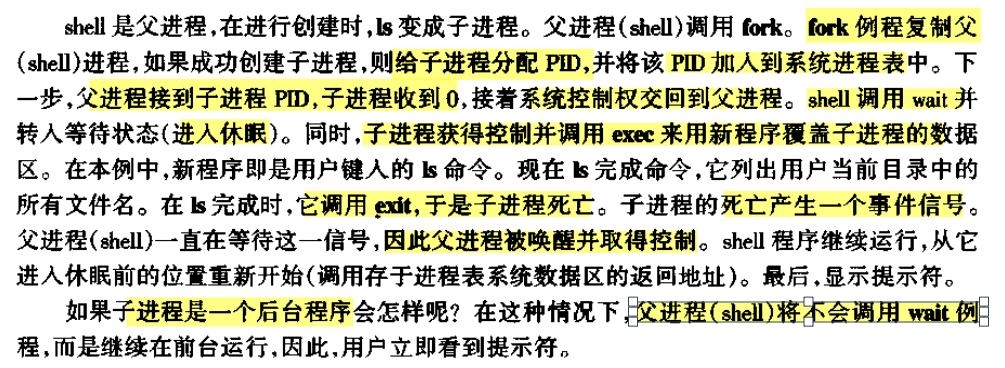 shell 是父进程,在进行创建时,ls 变成子进程。父进程(shell)调用 fork。fork 例程复制父
(shell)进程,如果成功创建子进程,则给子进程分配 PID,并将该 PID 加入到系统进程表中。下
一步,父进程接到子进程 PID,子进程收到 0,接着系统控制权交回到父进程。shell 调用 wait 并
转入等待状态(进入休眠)。同时,子进程获得控制并调用 exec 来用新程序覆盖子进程的数据
区。在本例中,新程序即是用户键入的 ls 命令。现在 ls 完成命令,它列出用户当前目录中的
所有文件名。在 ls 完成时,它调用 exit,于是子进程死亡。子进程的死亡产生一个事件信号。
父进程(shell)一直在等待这一信号,因此父进程被唤醒并取得控制。shell 程序继续运行,从它
进入休眠前的位置重新开始(调用存于进程表系统数据区的返回地址)。最后,显示提示符。
如果子进程是一个后台程序会怎样呢?在这种情况下,父进程(shell)将不会调用 wait 例
程,而是继续在前台运行,因此,用户立即看到提示符。